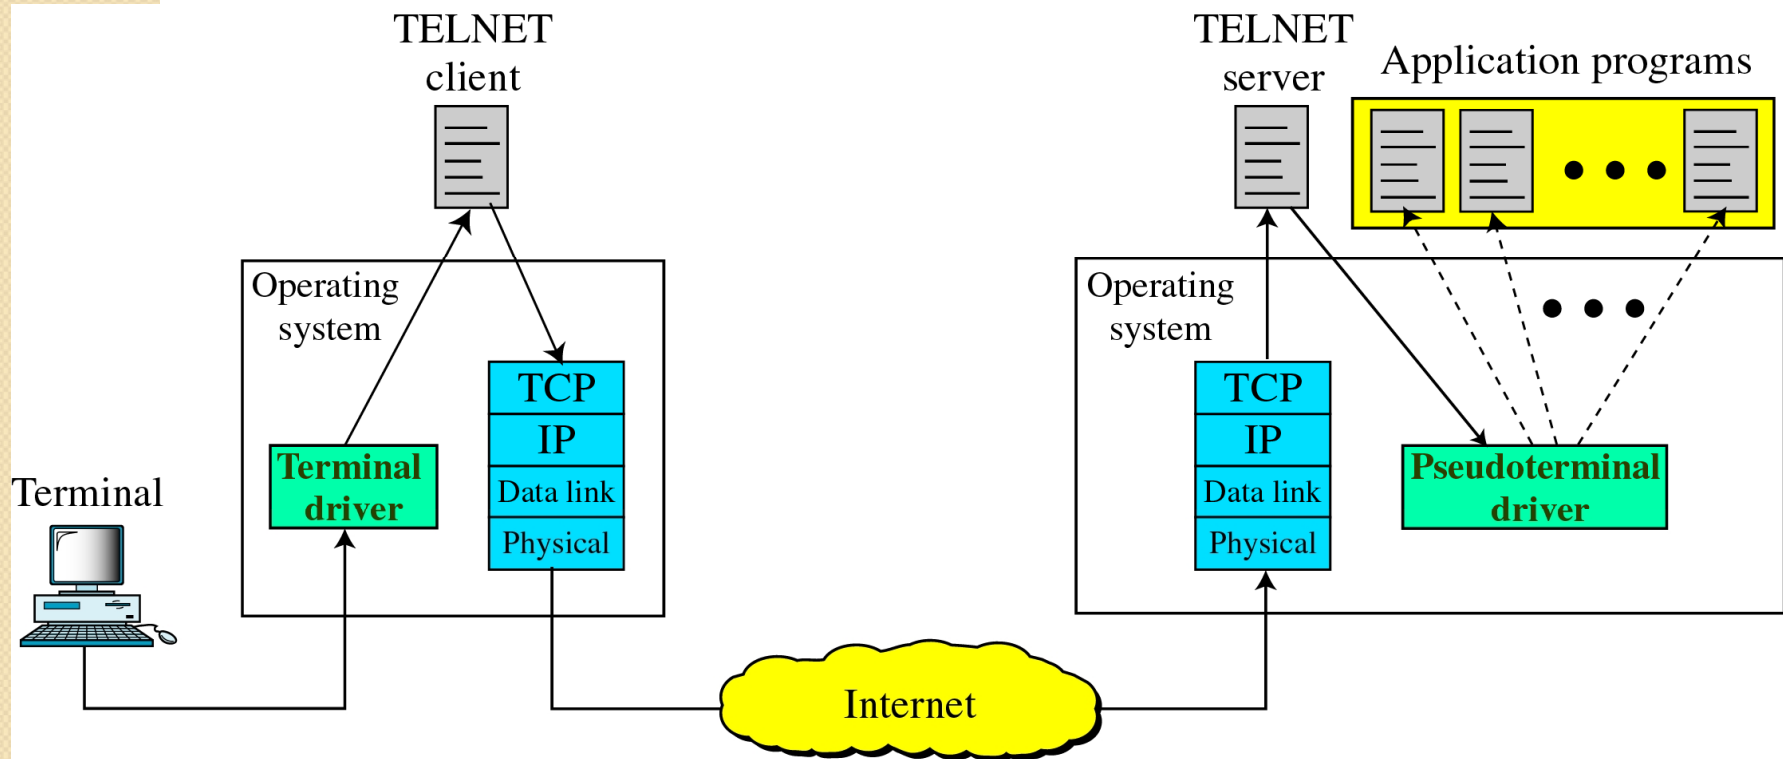 TELNET
client
TELNET
server
Application programs
Operating
system
Operating
system
TCP
IP
Data link
Physical
Terminal
driver
Terminal
TCP
IP
Data link
Physical
Pseudoterminal
driver
Internet